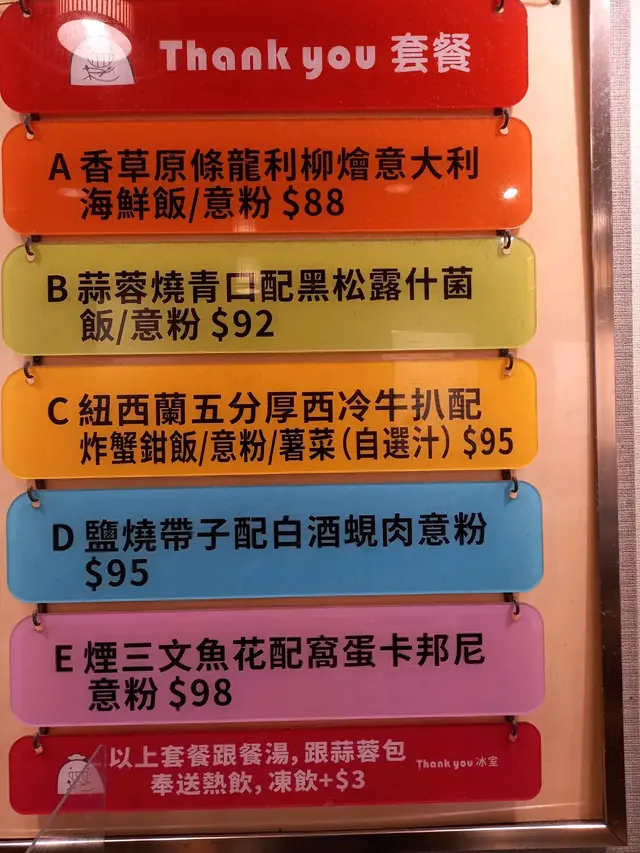 Thank you 套餐
A 香草原條龍利柳燴意大利
海鮮飯/意粉 $88
B 蒜蓉燒青口配黑松露什菌
飯/意粉 $92
C 紐西蘭五分厚西冷牛扒配
炸蟹鉗飯/意粉/薯菜(自選汁) $95
D 鹽燒帶子配白酒蜆肉意粉
$95
E 煙三文魚花配窩蛋卡邦尼
意粉 $98
以上套餐跟餐湯, 跟蒜蓉包
奉送熱飲, 凍飲+$3
Thank you 冰室